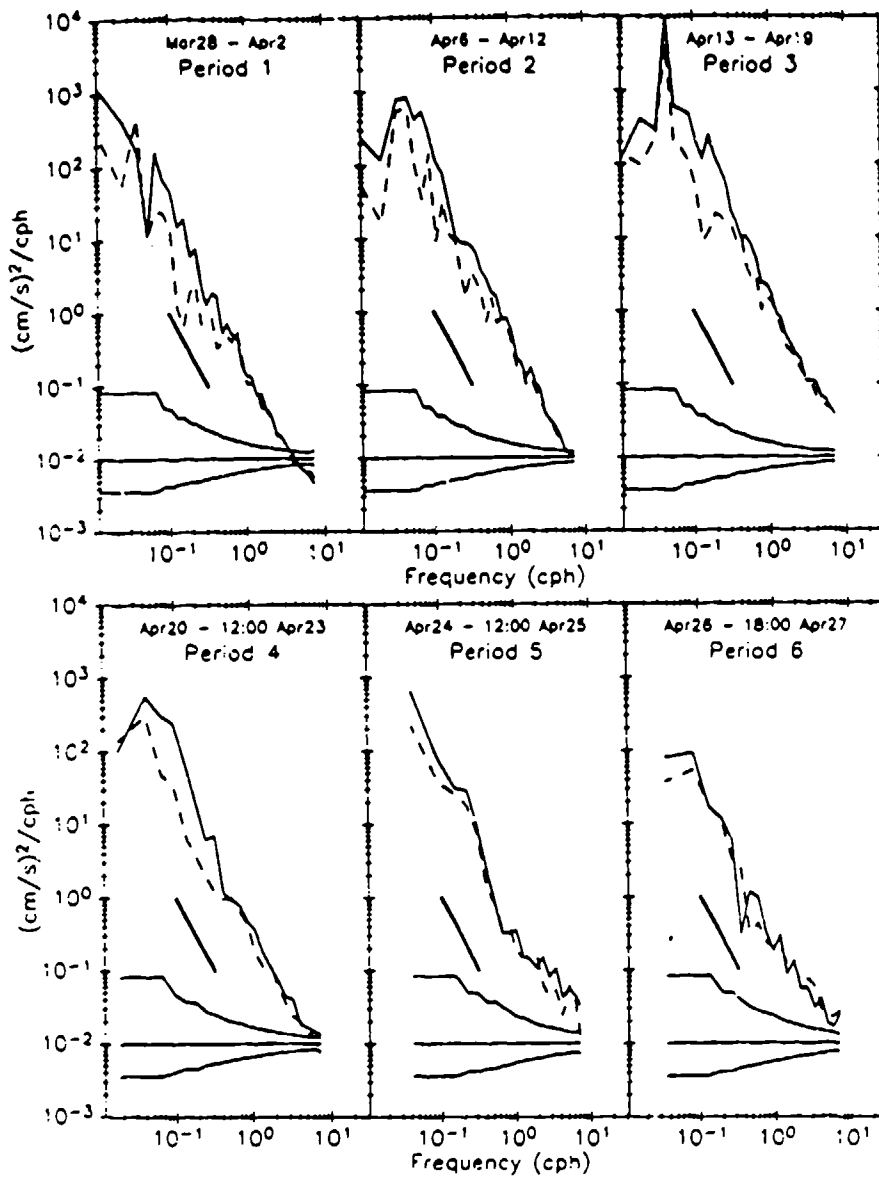 10⁴
10³
10²
10¹
10⁰
10⁻¹
10⁻²
10⁻³
(cm/s)²/cph
Mar28 - Apr2
Period 1
Apr6 - Apr12
Period 2
Apr13 - Apr19
Period 3
10⁻¹ 10⁰ 10¹ 10⁻¹ 10⁰ 10¹ 10⁻¹ 10⁰ 10¹
Frequency (cph)
10⁴
10³
10²
10¹
10⁰
10⁻¹
10⁻²
10⁻³
(cm/s)²/cph
Apr20 - 12:00 Apr23
Period 4
Apr24 - 12:00 Apr25
Period 5
Apr26 - 18:00 Apr27
Period 6
10⁻¹ 10⁰ 10¹ 10⁻¹ 10⁰ 10¹ 10⁻¹ 10⁰ 10¹
Frequency (cph)